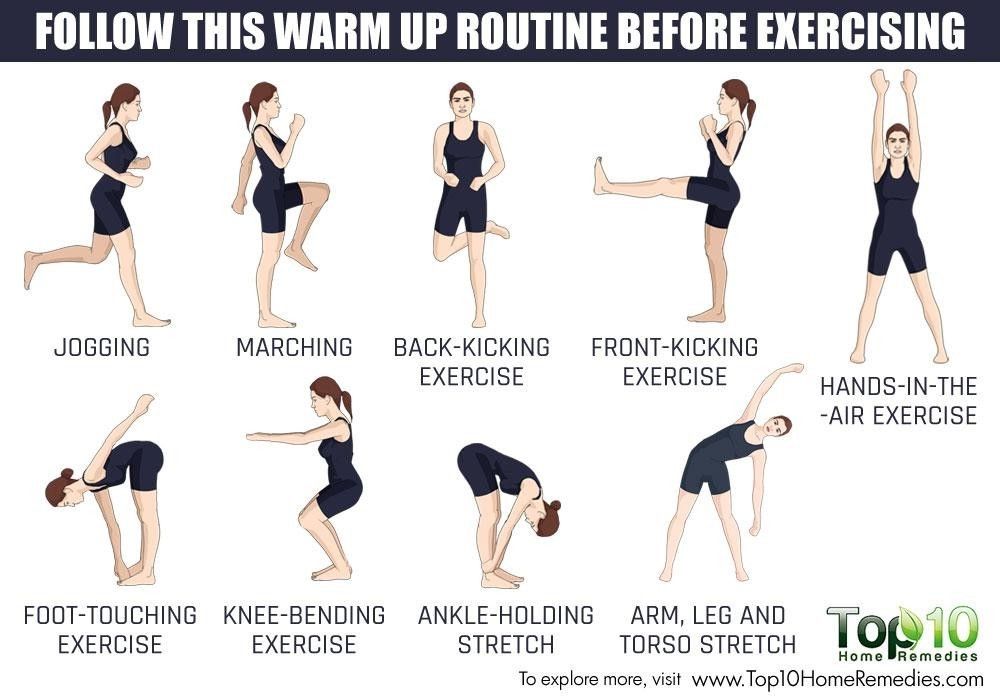 FOLLOW THIS WARM UP ROUTINE BEFORE EXERCISING
JOGGING
MARCHING
BACK-KICKING
EXERCISE
FRONT-KICKING
EXERCISE
HANDS-IN-THE
-AIR EXERCISE
FOOT-TOUCHING
EXERCISE
KNEE-BENDING
EXERCISE
ANKLE-HOLDING
STRETCH
ARM, LEG AND
TORSO STRETCH
Top10
Home Remedies
To explore more, visit www.Top10HomeRemedies.com